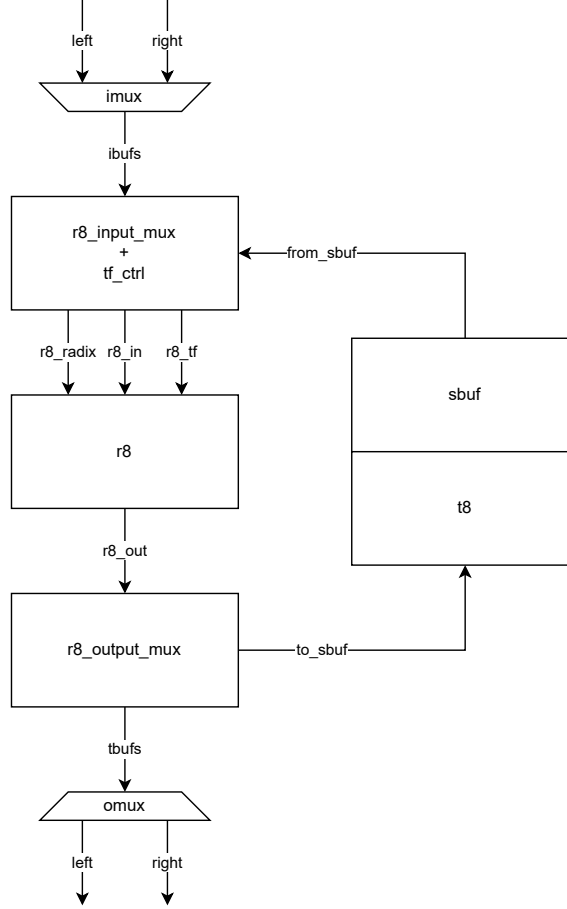 left
right
imux
ibufs
r8_input_mux
+
tf_ctrl
from_sbuf
r8_radix
r8_in
r8_tf
sbuf
r8
t8
r8_out
r8_output_mux
to_sbuf
tbufs
omux
left
right